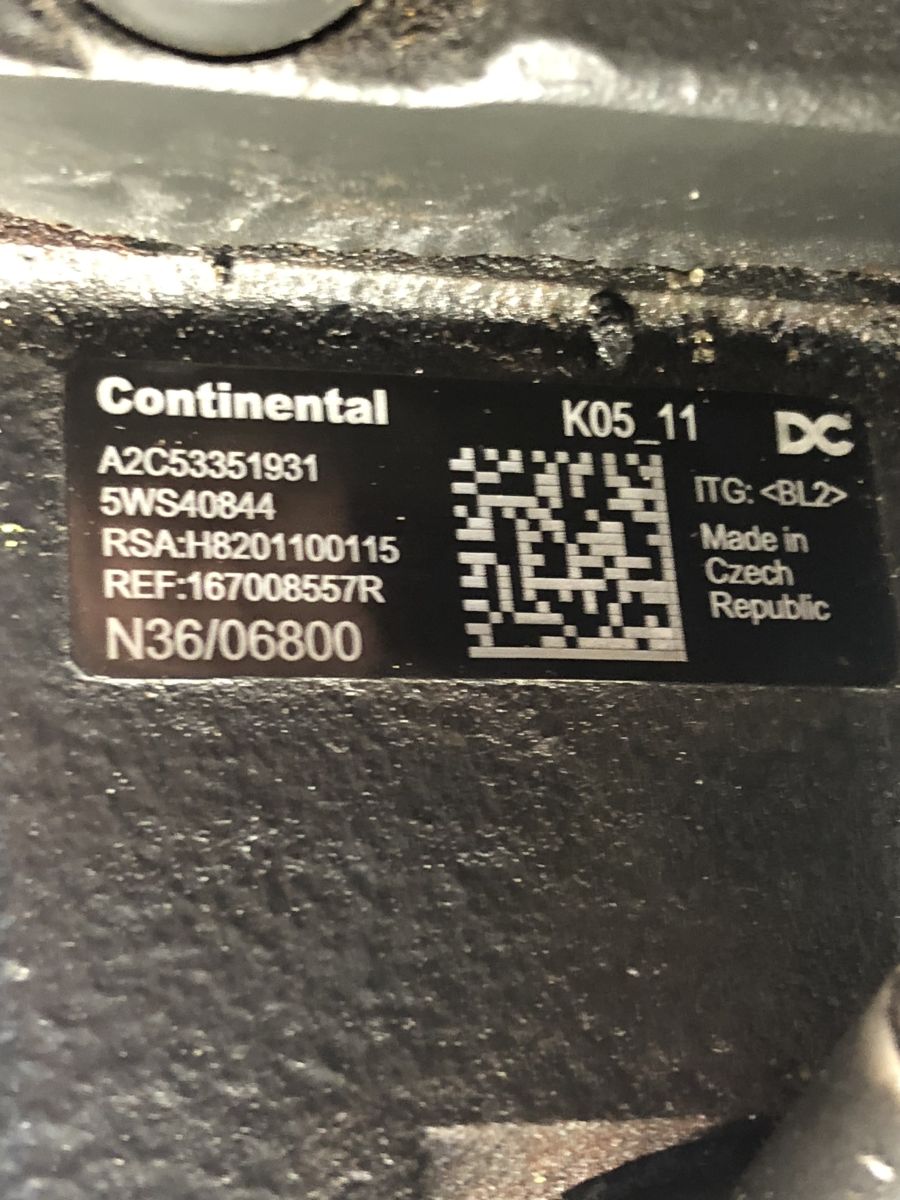 Continental
A2C53351931
5WS40844
RSA:H8201100115
REF:167008557R
N36/06800
K05_11
DC
ITG: <BL2>
Made in
Czech
Republic